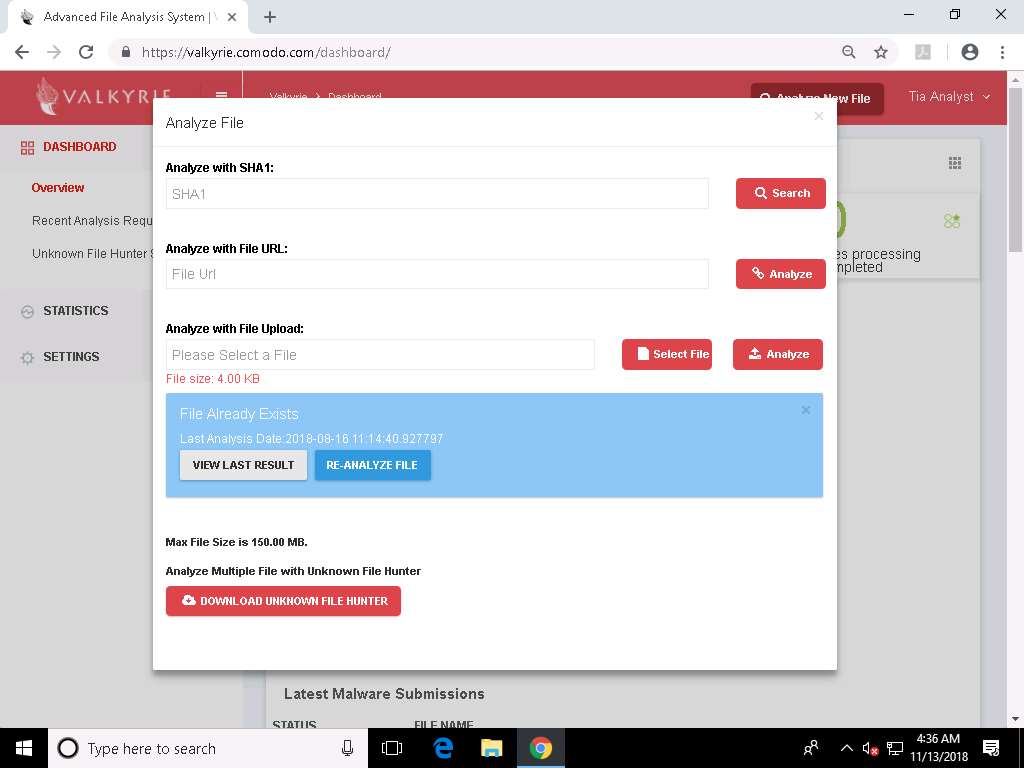 Advanced File Analysis System |
https://valkyrie.comodo.com/dashboard/
VALKYRIE
Valkyrie > Dashboard
Analyze New File
Tia Analyst
Analyze File
DASHBOARD
Analyze with SHA1:
SHA1
Search
Overview
Recent Analysis Requ
Unknown File Hunter S
Analyze with File URL:
File Url
Analyze
es processing
mpleted
STATISTICS
Analyze with File Upload:
Please Select a File
Select File
Analyze
SETTINGS
File size: 4.00 KB
File Already Exists
Last Analysis Date:2018-08-16 11:14:40.927797
VIEW LAST RESULT
RE-ANALYZE FILE
Max File Size is 150.00 MB.
Analyze Multiple File with Unknown File Hunter
DOWNLOAD UNKNOWN FILE HUNTER
Latest Malware Submissions
STATUS
FILE NAME
Type here to search
4:36 AM
11/13/2018